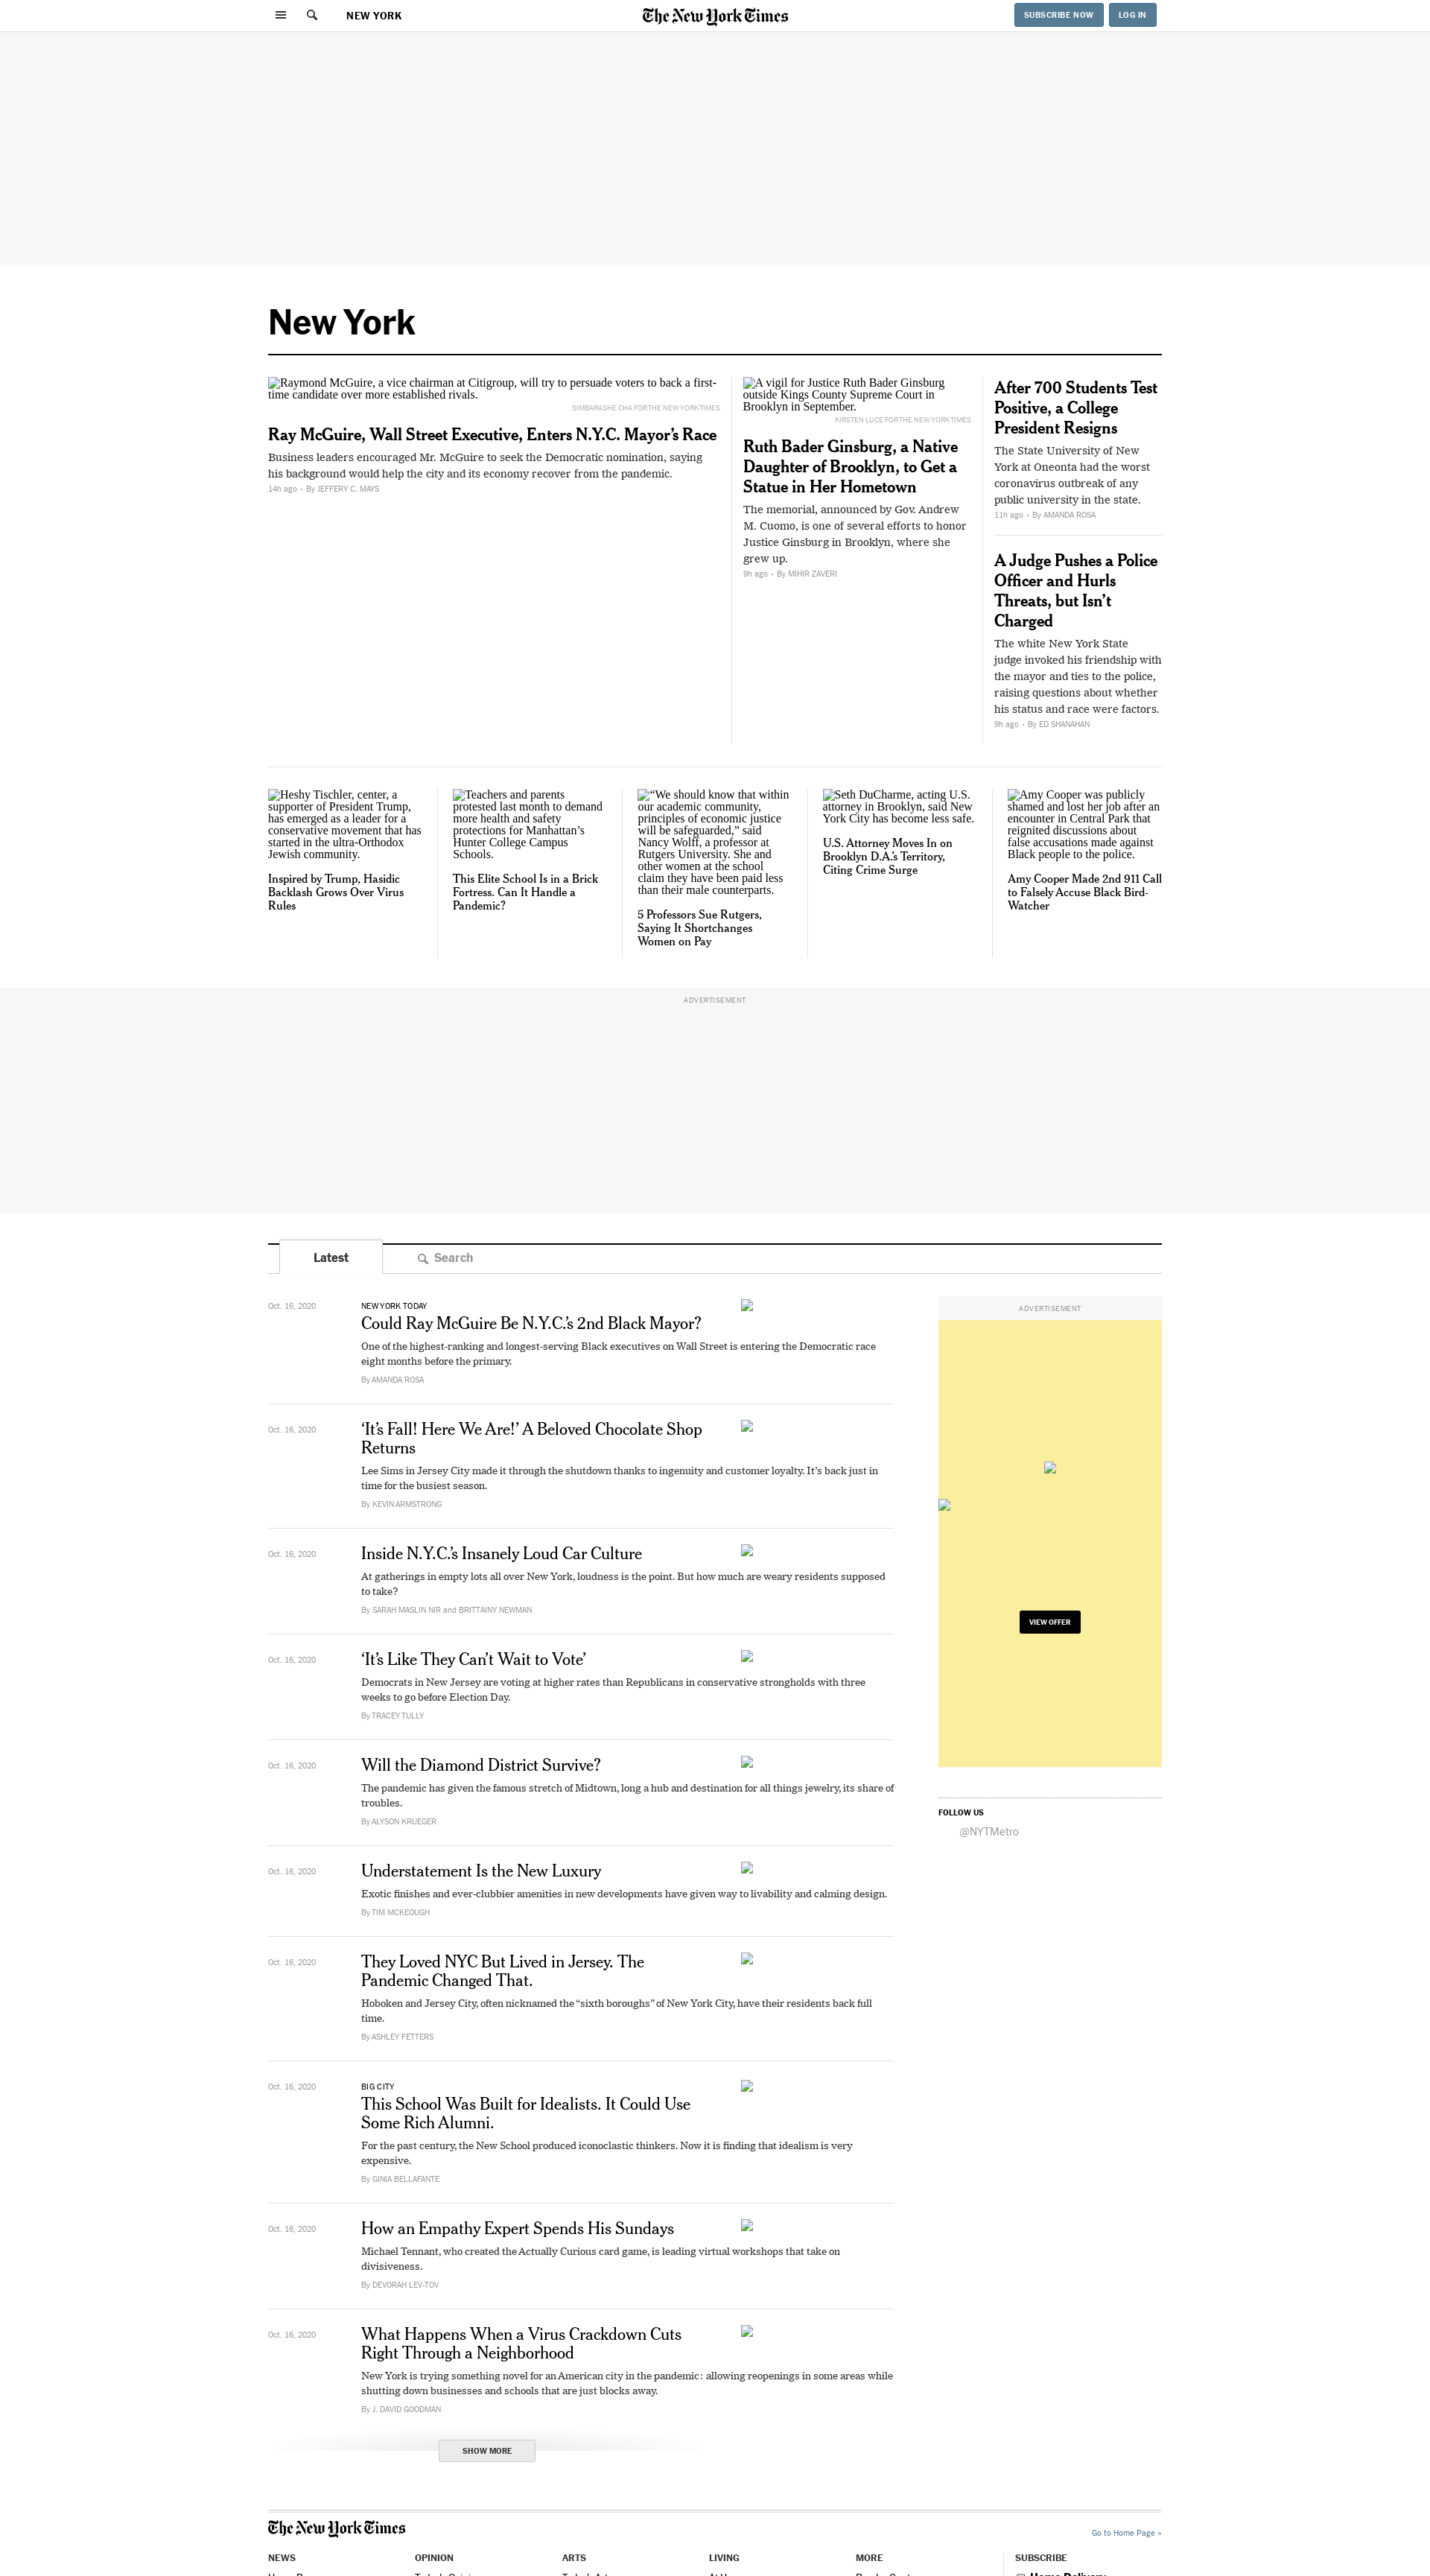 NEW YORK
The New York Times
SUBSCRIBE NOW
LOG IN
New York
Raymond McGuire, a vice chairman at Citigroup, will try to persuade voters to back a first-
time candidate over more established rivals.
SIMBARASHE CHA FOR THE NEW YORK TIMES
Ray McGuire, Wall Street Executive, Enters N.Y.C. Mayor’s Race
Business leaders encouraged Mr. McGuire to seek the Democratic nomination, saying
his background would help the city and its economy recover from the pandemic.
14h ago • By JEFFERY C. MAYS
A vigil for Justice Ruth Bader Ginsburg
outside Kings County Supreme Court in
Brooklyn in September.
KIRSTEN LUCE FOR THE NEW YORK TIMES
Ruth Bader Ginsburg, a Native
Daughter of Brooklyn, to Get a
Statue in Her Hometown
The memorial, announced by Gov. Andrew
M. Cuomo, is one of several efforts to honor
Justice Ginsburg in Brooklyn, where she
grew up.
9h ago • By MIHIR ZAVERI
After 700 Students Test
Positive, a College
President Resigns
The State University of New
York at Oneonta had the worst
coronavirus outbreak of any
public university in the state.
11h ago • By AMANDA ROSA
A Judge Pushes a Police
Officer and Hurls
Threats, but Isn’t
Charged
The white New York State
judge invoked his friendship with
the mayor and ties to the police,
raising questions about whether
his status and race were factors.
9h ago • By ED SHANAHAN
Heshy Tischler, center, a
supporter of President Trump,
has emerged as a leader for a
conservative movement that has
started in the ultra-Orthodox
Jewish community.
Inspired by Trump, Hasidic
Backlash Grows Over Virus
Rules
Teachers and parents
protested last month to demand
more health and safety
protections for Manhattan’s
Hunter College Campus
Schools.
This Elite School Is in a Brick
Fortress. Can It Handle a
Pandemic?
“We should know that within
our academic community,
principles of economic justice
will be safeguarded,” said
Nancy Wolff, a professor at
Rutgers University. She and
other women at the school
claim they have been paid less
than their male counterparts.
5 Professors Sue Rutgers,
Saying It Shortchanges
Women on Pay
Seth DuCharme, acting U.S.
attorney in Brooklyn, said New
York City has become less safe.
U.S. Attorney Moves In on
Brooklyn D.A.’s Territory,
Citing Crime Surge
Amy Cooper was publicly
shamed and lost her job after an
encounter in Central Park that
reignited discussions about
false accusations made against
Black people to the police.
Amy Cooper Made 2nd 911 Call
to Falsely Accuse Black Bird-
Watcher
ADVERTISEMENT
Latest
Search
Oct. 16, 2020
NEW YORK TODAY
Could Ray McGuire Be N.Y.C.’s 2nd Black Mayor?
One of the highest-ranking and longest-serving Black executives on Wall Street is entering the Democratic race
eight months before the primary.
By AMANDA ROSA
Oct. 16, 2020
‘It’s Fall! Here We Are!’ A Beloved Chocolate Shop
Returns
Lee Sims in Jersey City made it through the shutdown thanks to ingenuity and customer loyalty. It’s back just in
time for the busiest season.
By KEVIN ARMSTRONG
Oct. 16, 2020
Inside N.Y.C.’s Insanely Loud Car Culture
At gatherings in empty lots all over New York, loudness is the point. But how much are weary residents supposed
to take?
By SARAH MASLIN NIR and BRITTAINY NEWMAN
Oct. 16, 2020
‘It’s Like They Can’t Wait to Vote’
Democrats in New Jersey are voting at higher rates than Republicans in conservative strongholds with three
weeks to go before Election Day.
By TRACEY TULLY
Oct. 16, 2020
Will the Diamond District Survive?
The pandemic has given the famous stretch of Midtown, long a hub and destination for all things jewelry, its share of
troubles.
By ALYSON KRUEGER
Oct. 16, 2020
Understatement Is the New Luxury
Exotic finishes and ever-clubbier amenities in new developments have given way to livability and calming design.
By TIM MCKEOUGH
Oct. 16, 2020
They Loved NYC But Lived in Jersey. The
Pandemic Changed That.
Hoboken and Jersey City, often nicknamed the “sixth boroughs” of New York City, have their residents back full
time.
By ASHLEY FETTERS
Oct. 16, 2020
BIG CITY
This School Was Built for Idealists. It Could Use
Some Rich Alumni.
For the past century, the New School produced iconoclastic thinkers. Now it is finding that idealism is very
expensive.
By GINIA BELLAFANTE
Oct. 16, 2020
How an Empathy Expert Spends His Sundays
Michael Tennant, who created the Actually Curious card game, is leading virtual workshops that take on
divisiveness.
By DEVORAH LEV-TOV
Oct. 16, 2020
What Happens When a Virus Crackdown Cuts
Right Through a Neighborhood
New York is trying something novel for an American city in the pandemic: allowing reopenings in some areas while
shutting down businesses and schools that are just blocks away.
By J. DAVID GOODMAN
SHOW MORE
ADVERTISEMENT
VIEW OFFER
FOLLOW US
@NYTMetro
The New York Times
Go to Home Page »
NEWS
OPINION
ARTS
LIVING
MORE
SUBSCRIBE